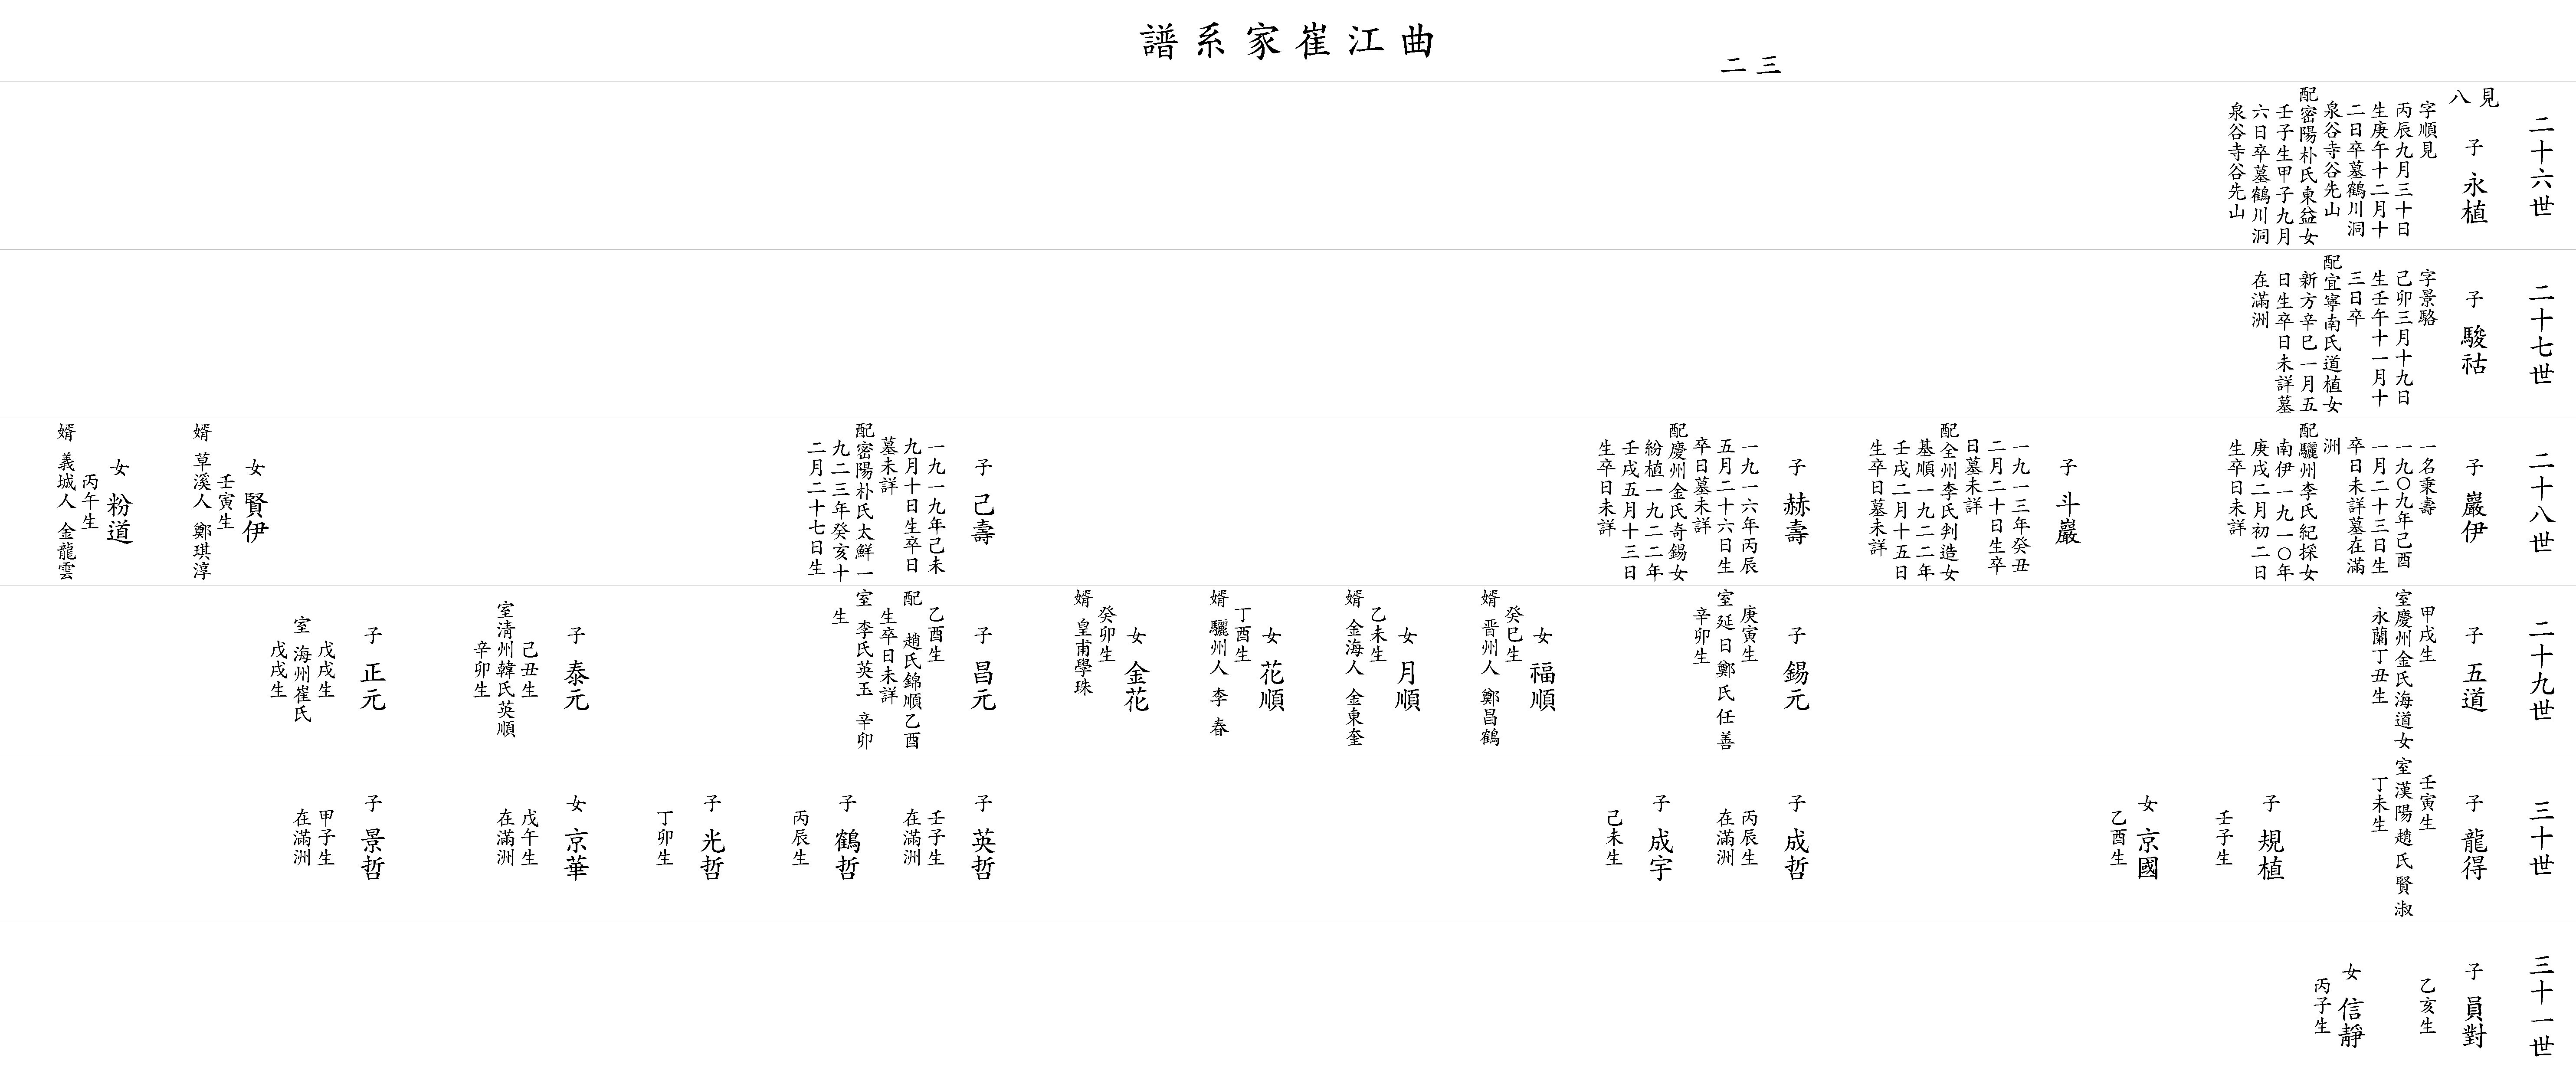 曲江崔家系譜
三二
二十六世
見八
子 永植
字順見
丙辰九月三十日
生庚午十二月十
二日卒墓鶴川洞
泉谷寺谷先山
配密陽朴氏東益女
壬子生甲子九月
六日卒墓鶴川洞
泉谷寺谷先山
二十七世
子 駿祜
字景駱
己卯三月十九日
生壬午十一月十
三日卒
配宜寧南氏道植女
新方辛巳一月五
日生卒日未詳墓
在滿洲
二十八世
子 巖伊
一名秉壽
一九〇九年己酉
一月二十三日生
卒日未詳墓在滿
洲
配驪州李氏紀採女
南伊一九一〇年
庚戌二月初二日
生卒日未詳
子 斗巖
一九一三年癸丑
二月二十日生卒
日墓未詳
配全州李氏判造女
基順一九二二年
壬戌二月十五日
生卒日墓未詳
子 赫壽
一九一六年丙辰
五月二十六日生
卒日墓未詳
配慶州金氏奇錫女
紛植一九二二年
壬戌五月十三日
生卒日未詳
子 己壽
一九一九年己未
九月十日生卒日
墓未詳
配密陽朴氏太鮮一
九二三年癸亥十
二月二十七日生
女 賢伊
壬寅生
婿 草溪人 鄭琪淳
女 粉道
丙午生
婿 義城人 金龍雲
二十九世
子 五道
甲戌生
室慶州金氏海道女
永蘭丁丑生
子 錫元
庚寅生
室延日鄭氏任善
辛卯生
女 福順
癸巳生
婿 晋州人 鄭昌鶴
女 月順
乙未生
婿 金海人 金東奎
女 花順
丁酉生
婿 驪州人 李春
女 金花
癸卯生
婿 皇甫學珠
子 昌元
乙酉生
配 趙氏錦順乙酉
生卒日未詳
室 李氏英玉 辛卯
生
子 泰元
己丑生
室清州韓氏英順
辛卯生
子 正元
戊戌生
室 海州崔氏
戊戌生
三十世
子 龍得
壬寅生
室漢陽趙氏賢淑
丁未生
子 規植
壬子生
女 京國
乙酉生
子 成哲
丙辰生
在滿洲
子 成宇
己未生
子 英哲
壬子生
在滿洲
子 鶴哲
丙辰生
子 光哲
丁卯生
女 京華
戊午生
在滿洲
子 景哲
甲子生
在滿洲
三十一世
子 員對
乙亥生
女 信靜
丙子生